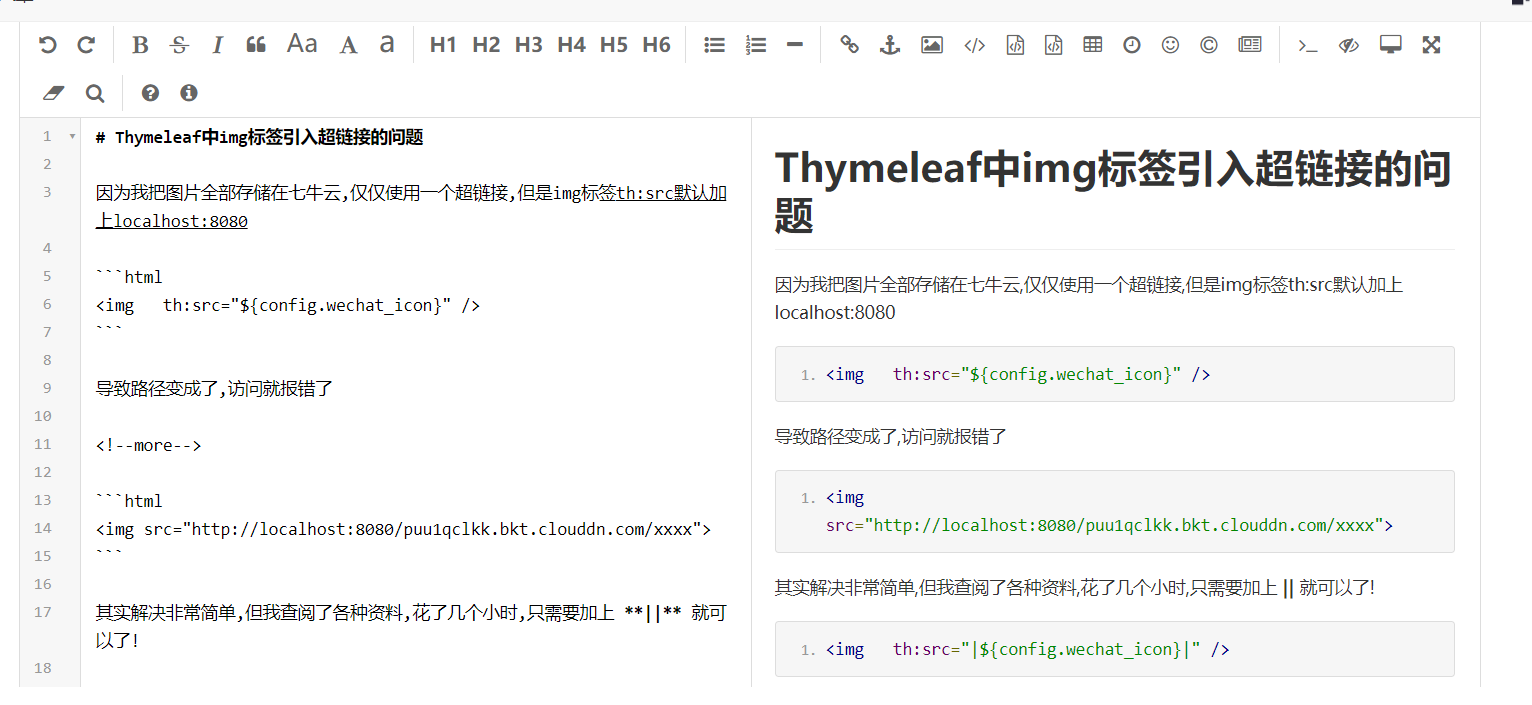 B S I Aa A a H1 H2 H3 H4 H5 H6
1 # Thymeleaf中img标签引入超链接的问题
2
3 因为我把图片全部存储在七牛云,仅仅使用一个超链接,但是img标签th:src默认加
上localhost:8080
4
5 ```html
6 <img   th:src="${config.wechat_icon}" />
7 ```
8
9 导致路径变成了,访问就报错了
10
11 <!--more-->
12
13 ```html
14 <img src="http://localhost:8080/puu1qclkk.bkt.clouddn.com/xxxx">
15 ```
16
17 其实解决非常简单,但我查阅了各种资料,花了几个小时,只需要加上 **||** 就可
以了!
18
Thymeleaf中img标签引入超链接的问
题
因为我把图片全部存储在七牛云,仅仅使用一个超链接,但是img标签th:src默认加上
localhost:8080
1. <img   th:src="${config.wechat_icon}" />
导致路径变成了,访问就报错了
1. <img
src="http://localhost:8080/puu1qclkk.bkt.clouddn.com/xxxx">
其实解决非常简单,但我查阅了各种资料,花了几个小时,只需要加上 || 就可以了!
1. <img   th:src="|${config.wechat_icon}|" />